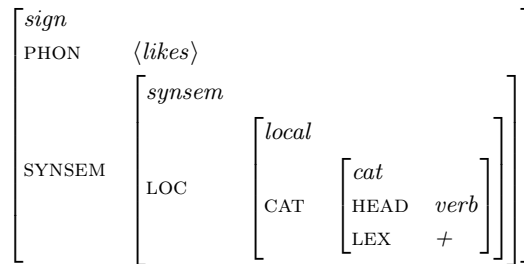 sign
PHON ⟨likes⟩
synsem
local
SYNSEM LOC CAT cat
HEAD verb
LEX +